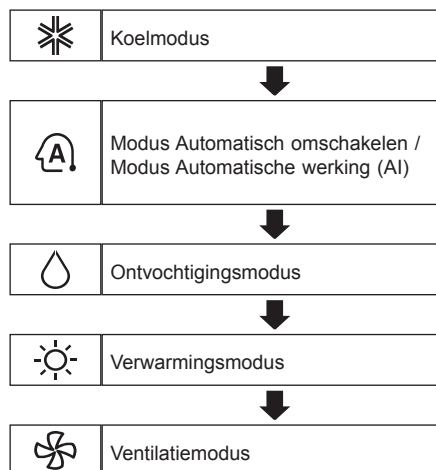 Koelmodus
A
Modus Automatisch omschakelen /
Modus Automatische werking (AI)
Ontvochtigingsmodus
Verwarmingsmodus
Ventilatiemodus